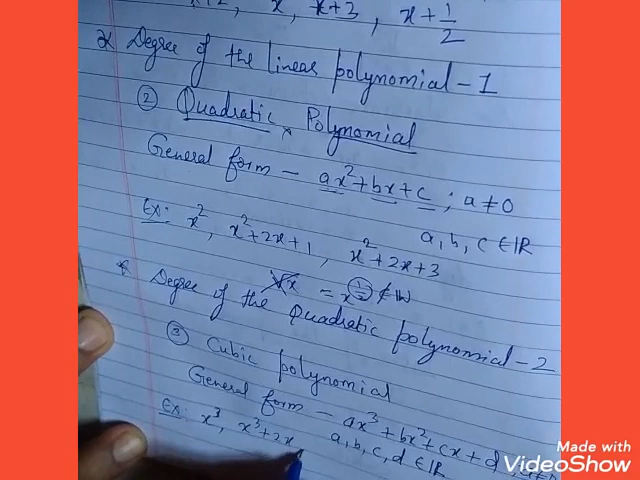 x, x+3, x+1/2
* Degree of the linear polynomial - 1
② Quadratic Polynomial
General form - ax²+bx+c ; a≠0
a, b, c ∈ IR
Ex: x², x²+2x+1, x²+2x+3
= x^(1/2) ∉ W
* Degree of the Quadratic polynomial - 2
③ Cubic polynomial
General form - ax³+bx²+cx+d,
a, b, c, d ∈ IR
Ex: x³, x³+2x
Made with
VideoShow